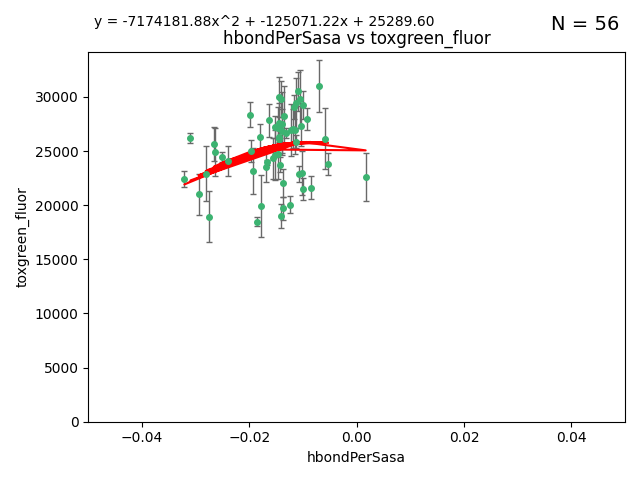 y = -7174181.88x^2 + -125071.22x + 25289.60
N = 56
hbondPerSasa vs toxgreen_fluor
30000
25000
20000
15000
10000
5000
0
toxgreen_fluor
−0.04
−0.02
0.00
0.02
0.04
hbondPerSasa